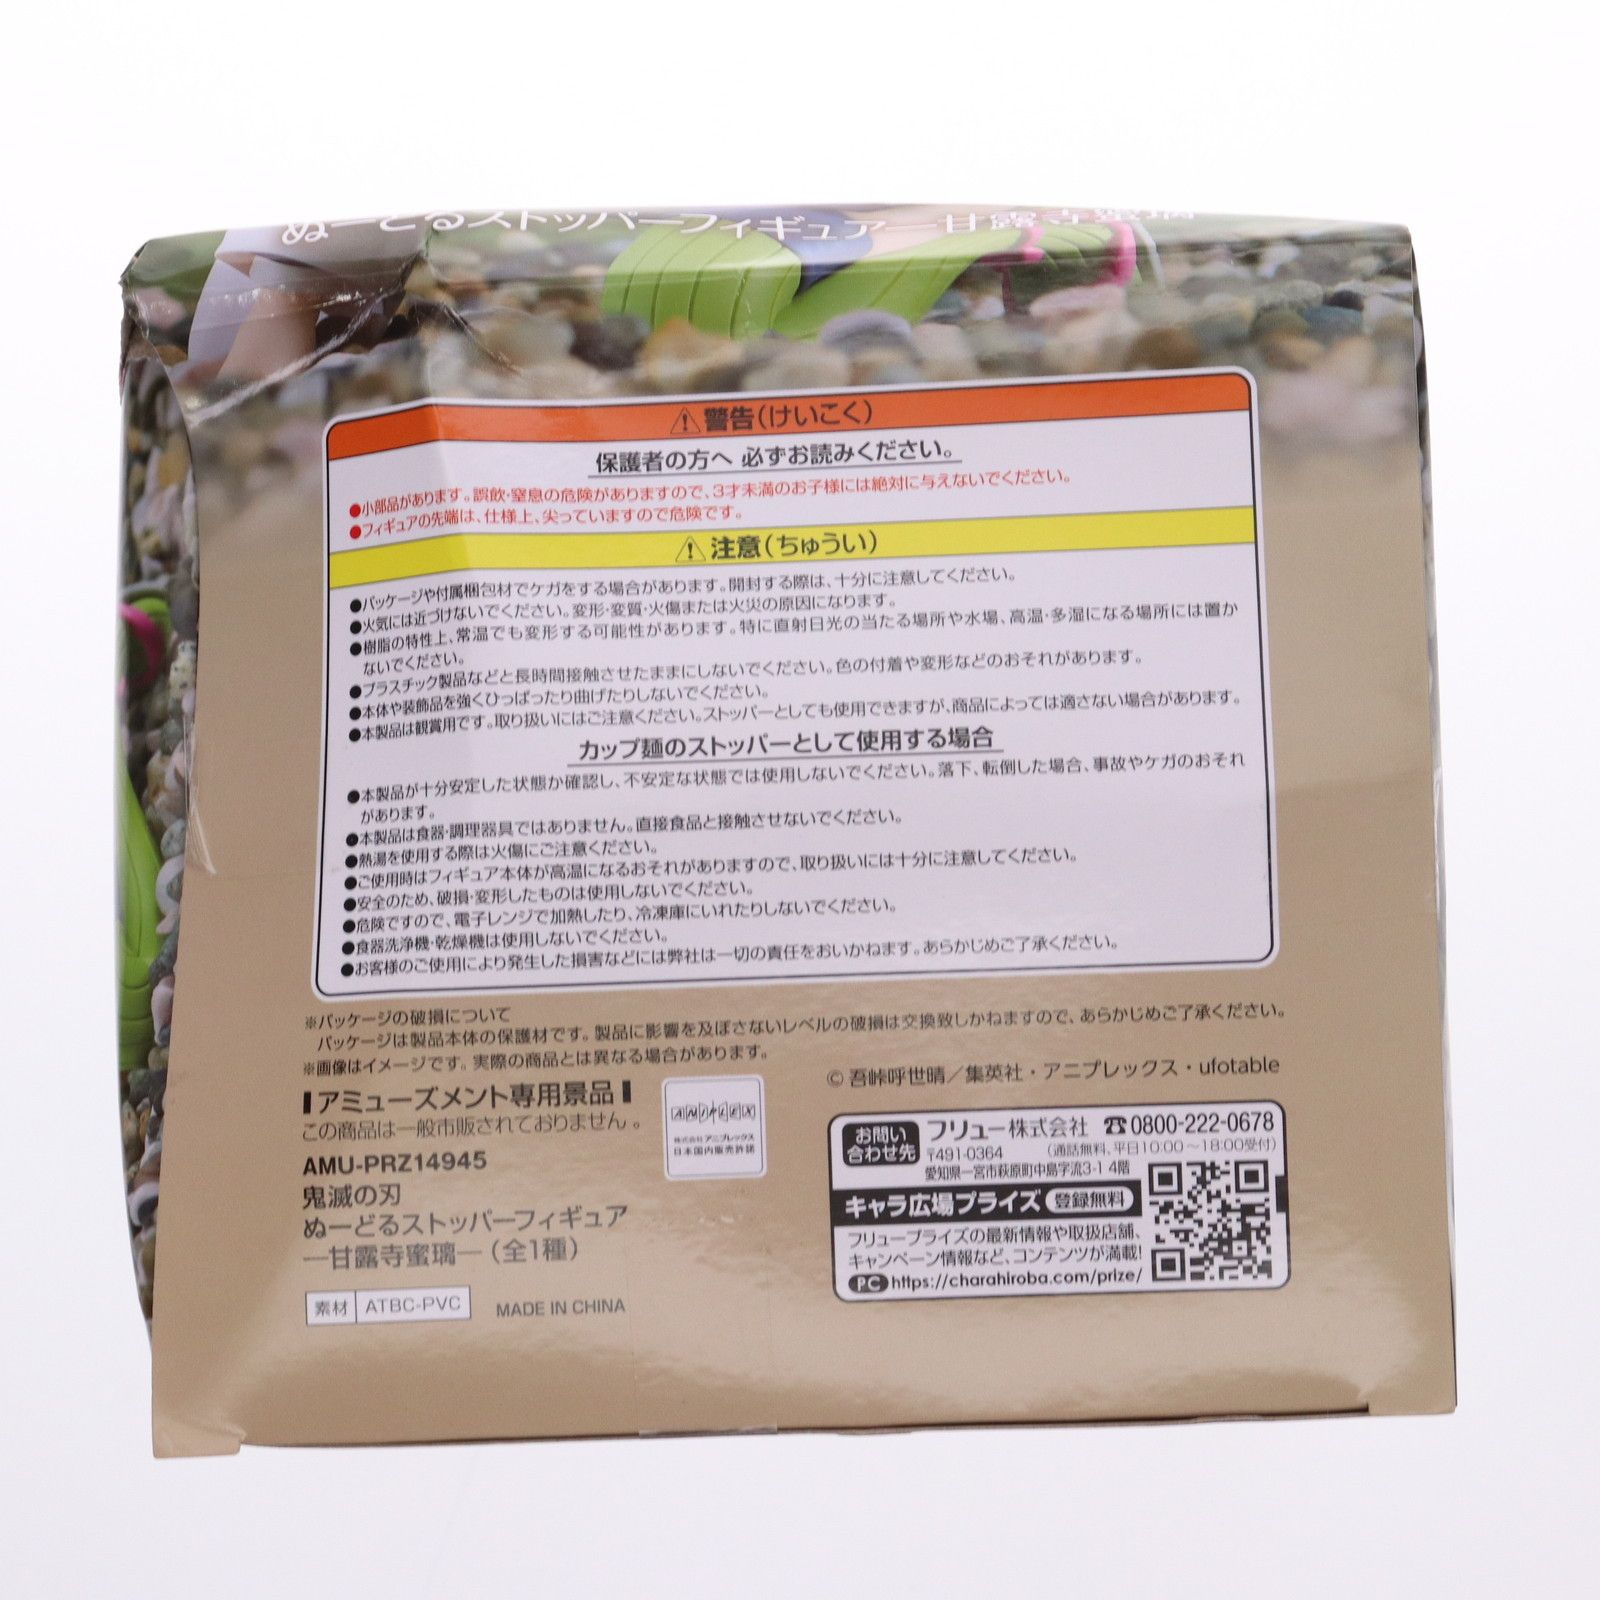 ぬーどるストッパーフィギュア—甘露寺蜜璃
⚠警告(けいこく)
保護者の方へ 必ずお読みください。
●小部品があります。誤飲・窒息の危険がありますので、3才未満のお子様には絶対に与えないでください。
●フィギュアの先端は、仕様上、尖っていますので危険です。
⚠注意(ちゅうい)
●パッケージや付属梱包材でケガをする場合があります。開封する際は、十分に注意してください。
●火気には近づけないでください。変形・変質・火傷または火災の原因になります。
●樹脂の特性上、常温でも変形する可能性があります。特に直射日光の当たる場所や水場、高温・多湿になる場所には置か
ないでください。
●プラスチック製品などと長時間接触させたままにしないでください。色の付着や変形などのおそれがあります。
●本体や装飾品を強くひっぱったり曲げたりしないでください。
●本製品は観賞用です。取り扱いにはご注意ください。ストッパーとしても使用できますが、商品によっては適さない場合があります。
カップ麺のストッパーとして使用する場合
●本製品が十分安定した状態か確認し、不安定な状態では使用しないでください。落下、転倒した場合、事故やケガのおそれ
があります。
●本製品は食器・調理器具ではありません。直接食品と接触させないでください。
●熱湯を使用する際は火傷にご注意ください。
●ご使用時はフィギュア本体が高温になるおそれがありますので、取り扱いには十分に注意してください。
●安全のため、破損・変形したものは使用しないでください。
●危険ですので、電子レンジで加熱したり、冷凍庫にいれたりしないでください。
●食器洗浄機・乾燥機は使用しないでください。
●お客様のご使用により発生した損害などには弊社は一切の責任をおいかねます。あらかじめご了承ください。
※パッケージの破損について
パッケージは製品本体の保護材です。製品に影響を及ぼさないレベルの破損は交換致しかねますので、あらかじめご了承ください。
※画像はイメージです。実際の商品とは異なる場合があります。
©吾峠呼世晴／集英社・アニプレックス・ufotable
アミューズメント専用景品
この商品は一般市販されておりません。
AMU-PRZ14945
鬼滅の刃
ぬーどるストッパーフィギュア
—甘露寺蜜璃—(全1種)
素材 ATBC-PVC MADE IN CHINA
ANIPLEX
株式会社アニプレックス
日本国内販売許諾
お問い合わせ先 フリュー株式会社 ☎0800-222-0678
〒491-0364 (通話無料、平日10:00〜18:00受付)
愛知県一宮市萩原町中島字流3-1 4階
キャラ広場プライズ 登録無料
フリュープライズの最新情報や取扱店舗、
キャンペーン情報など、コンテンツが満載!
PC https://charahiroba.com/prize/